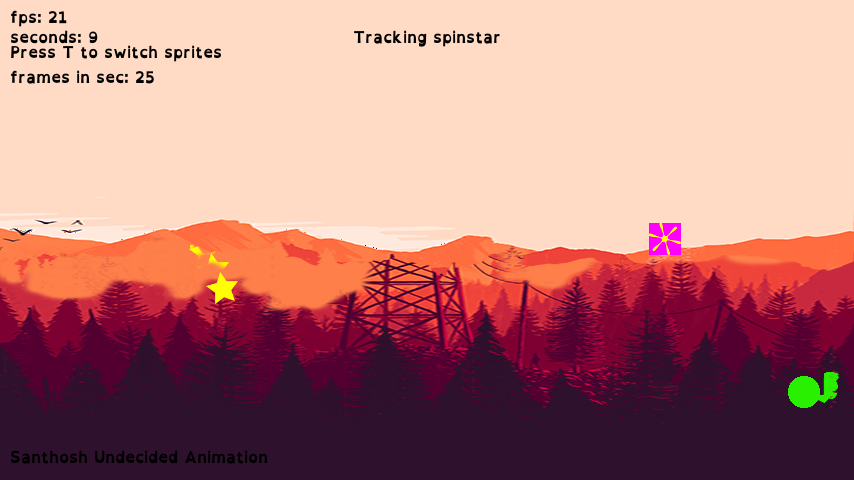 fps: 21
seconds: 9
Tracking spinstar
Press T to switch sprites
frames in sec: 25
Santhosh Undecided Animation